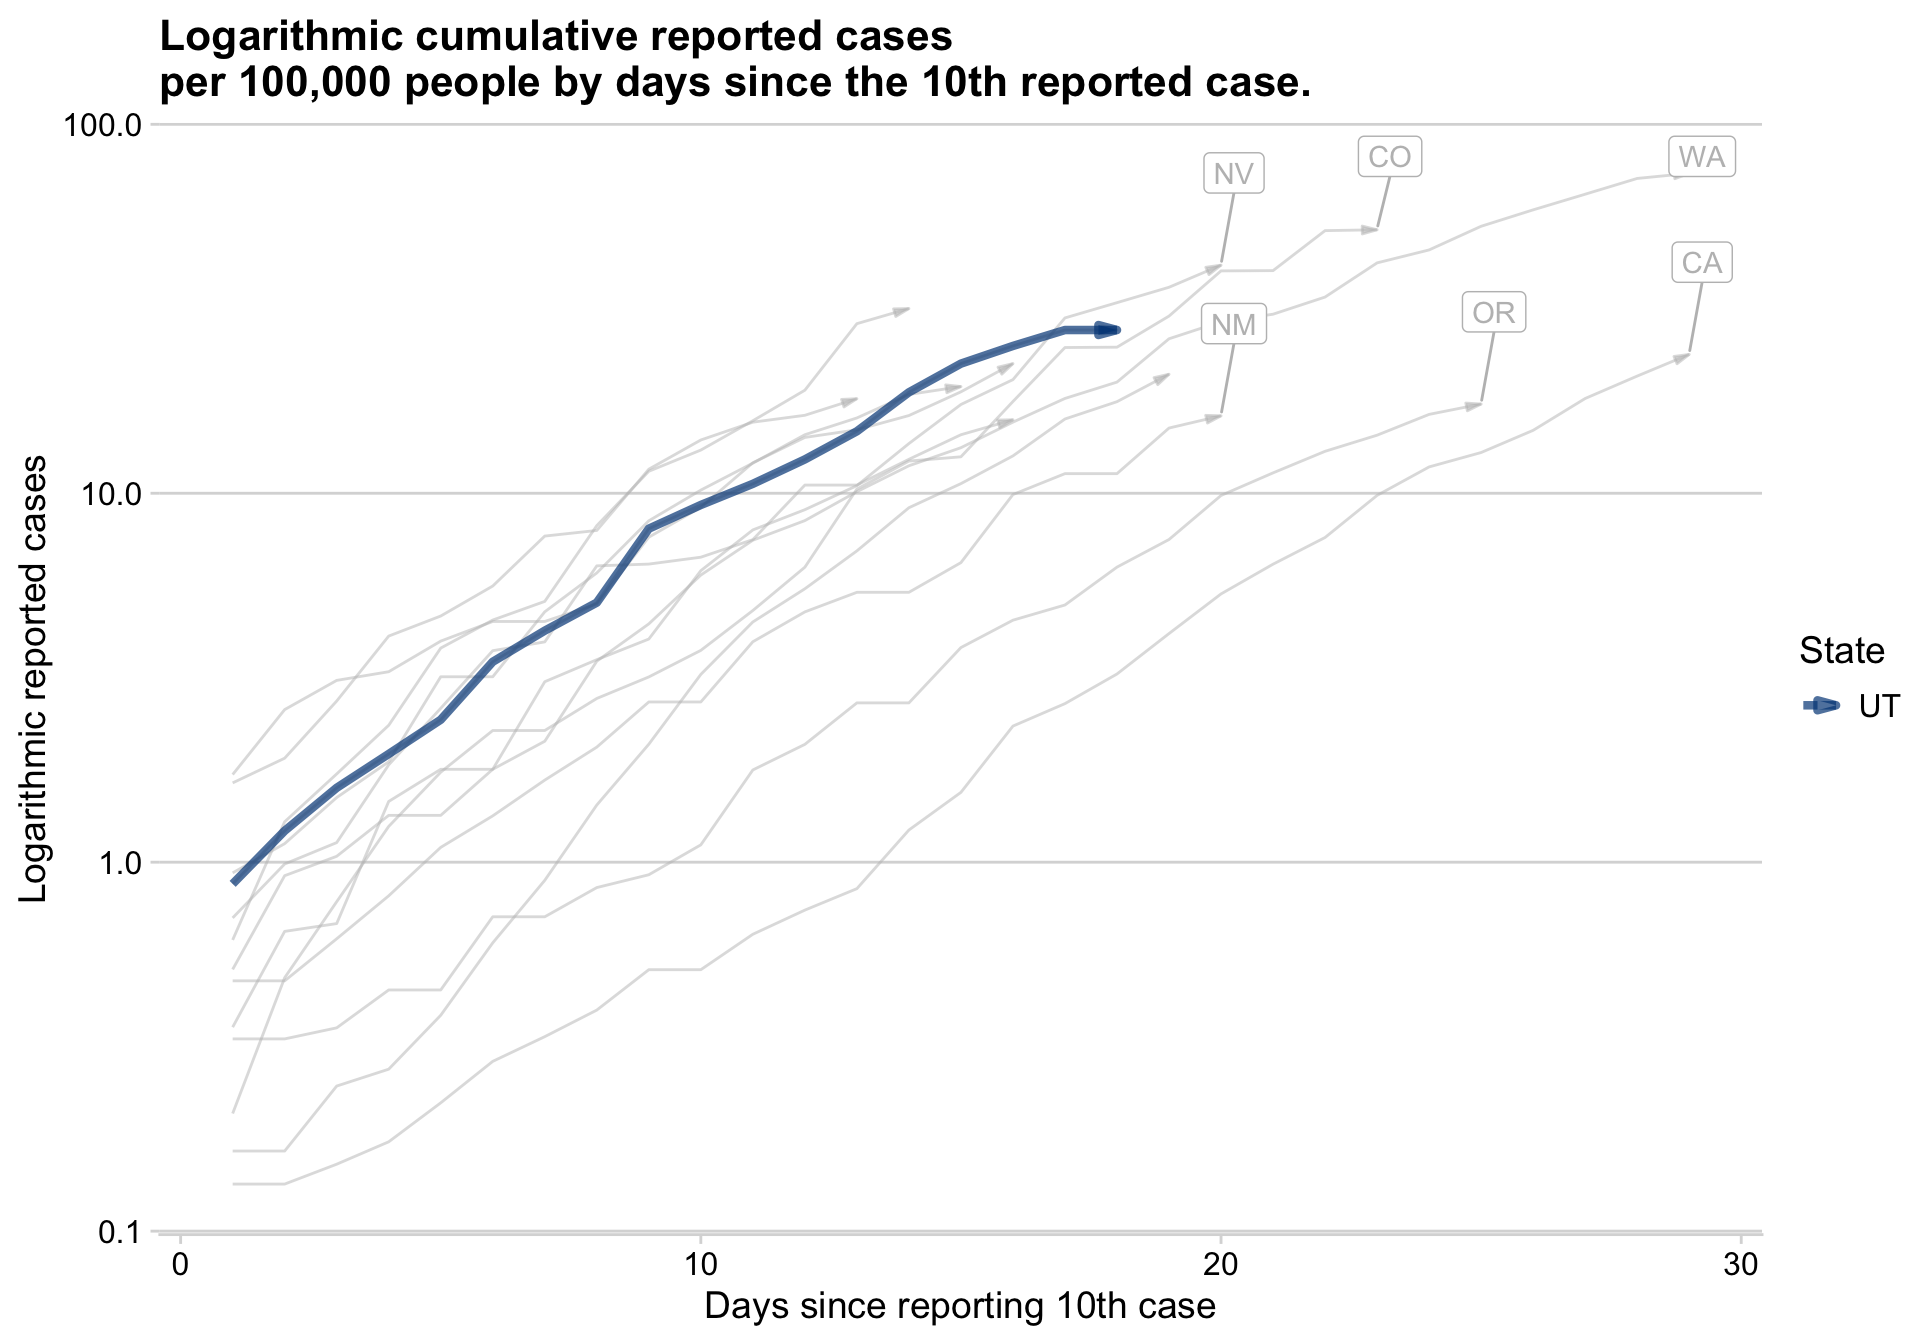 Logarithmic cumulative reported cases
per 100,000 people by days since the 10th reported case.
100.0
10.0
1.0
0.1
Logarithmic reported cases
NV
CO
WA
CA
OR
NM
State
UT
0
10
20
30
Days since reporting 10th case